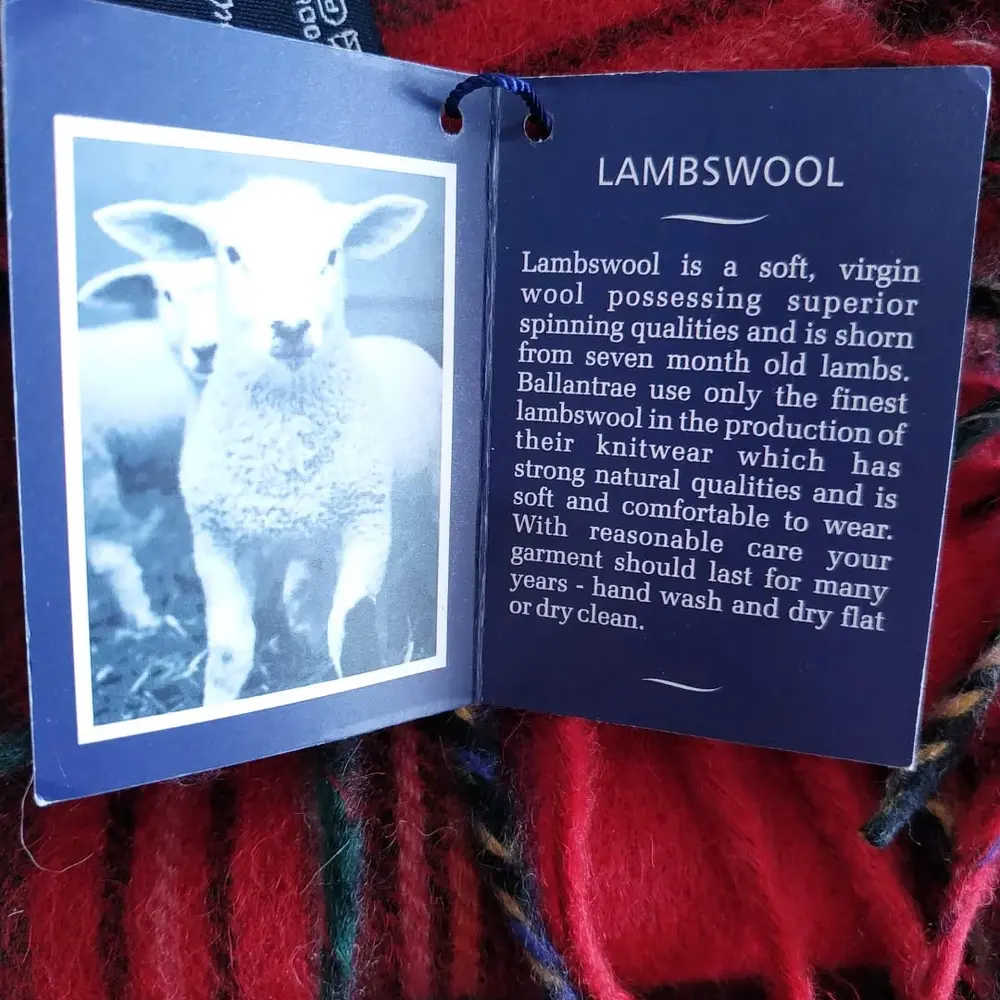 LAMBSWOOL
Lambswool is a soft, virgin
wool possessing superior
spinning qualities and is shorn
from seven month old lambs.
Ballantrae use only the finest
lambswool in the production of
their knitwear which has
strong natural qualities and is
soft and comfortable to wear.
With reasonable care your
garment should last for many
years - hand wash and dry flat
or dry clean.